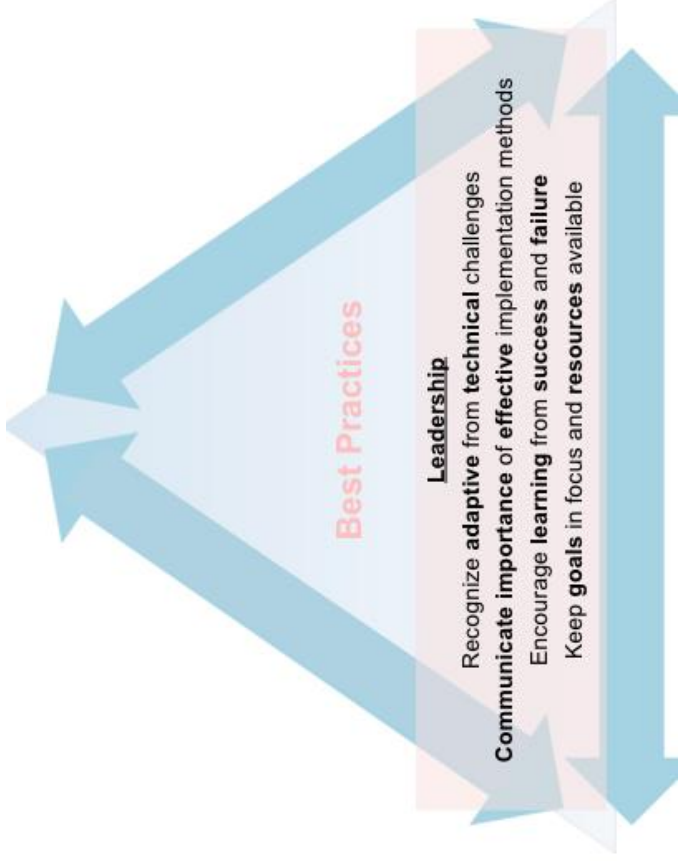 Best Practices
Leadership
Recognize adaptive from technical challenges
Communicate importance of effective implementation methods
Encourage learning from success and failure
Keep goals in focus and resources available